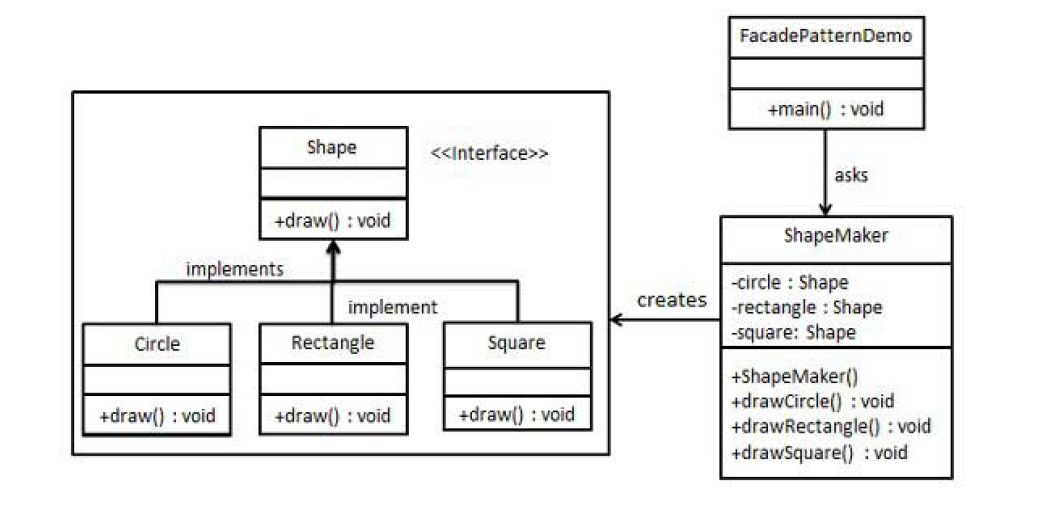 FacadePatternDemo
+main() : void
asks
Shape
<<Interface>>
+draw() : void
implements
implement
Circle
+draw() : void
Rectangle
+draw() : void
Square
+draw() : void
creates
ShapeMaker
-circle : Shape
-rectangle : Shape
-square: Shape
+ShapeMaker()
+drawCircle() : void
+drawRectangle() : void
+drawSquare() : void